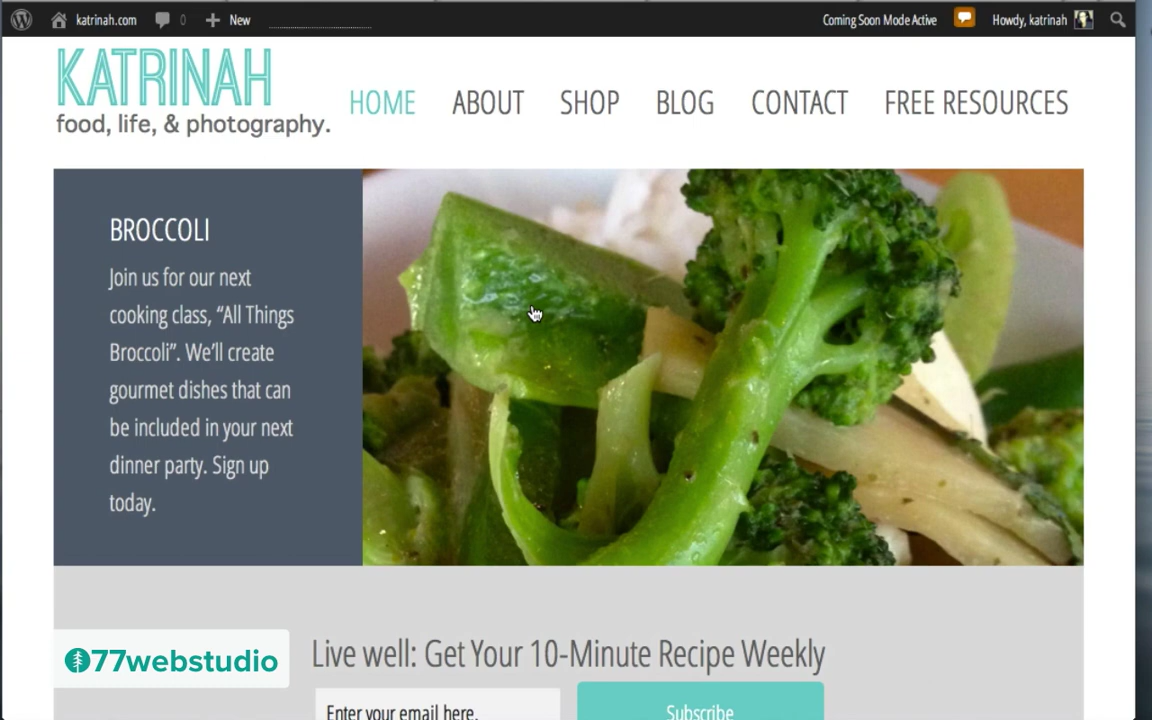 katrinah.com 0 New Coming Soon Mode Active Howdy, katrinah
KATRINAH
food, life, & photography.
HOME ABOUT SHOP BLOG CONTACT FREE RESOURCES
BROCCOLI
Join us for our next
cooking class, “All Things
Broccoli”. We’ll create
gourmet dishes that can
be included in your next
dinner party. Sign up
today.
77webstudio
Live well: Get Your 10-Minute Recipe Weekly
Enter your email here.
Subscribe